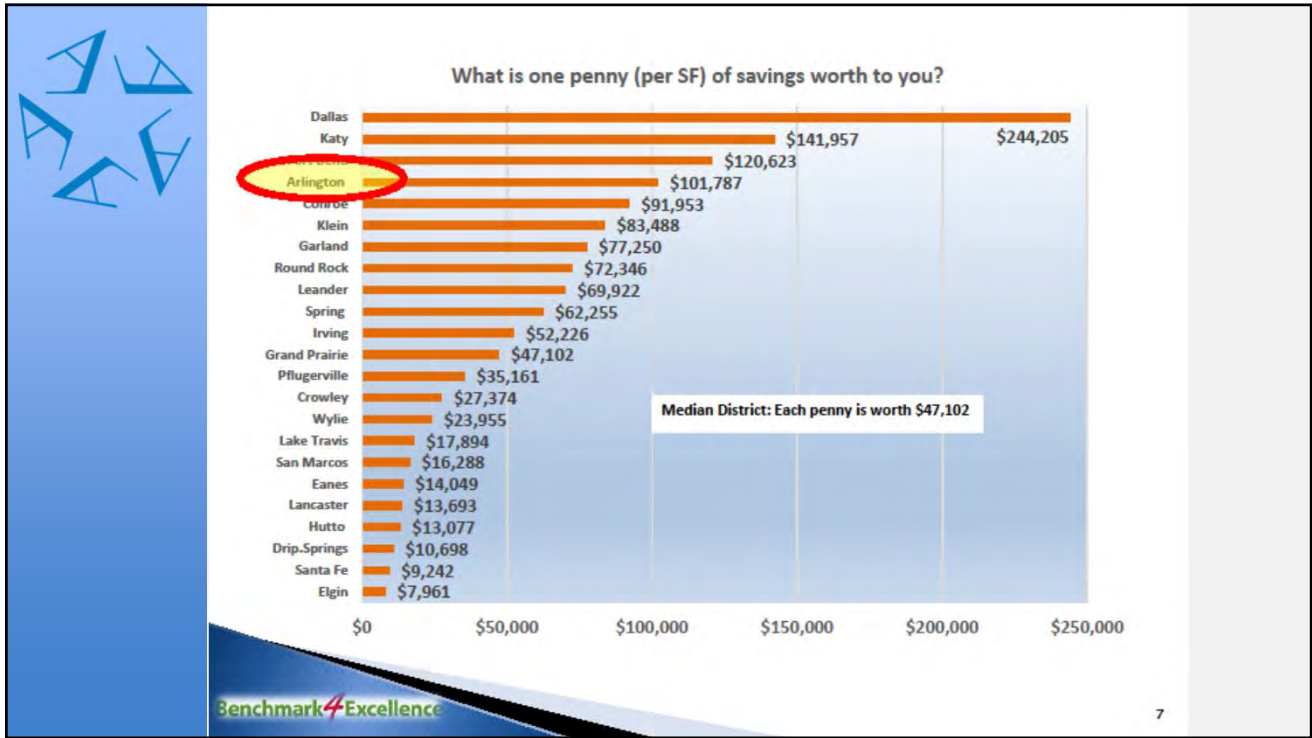 What is one penny (per SF) of savings worth to you?
Dallas $244,205
Katy $141,957
$120,623
Arlington $101,787
Conroe $91,953
Klein $83,488
Garland $77,250
Round Rock $72,346
Leander $69,922
Spring $62,255
Irving $52,226
Grand Prairie $47,102
Pflugerville $35,161
Crowley $27,374
Wylie $23,955
Lake Travis $17,894
San Marcos $16,288
Eanes $14,049
Lancaster $13,693
Hutto $13,077
Drip.Springs $10,698
Santa Fe $9,242
Elgin $7,961
Median District: Each penny is worth $47,102
$0 $50,000 $100,000 $150,000 $200,000 $250,000
Benchmark4Excellence
7